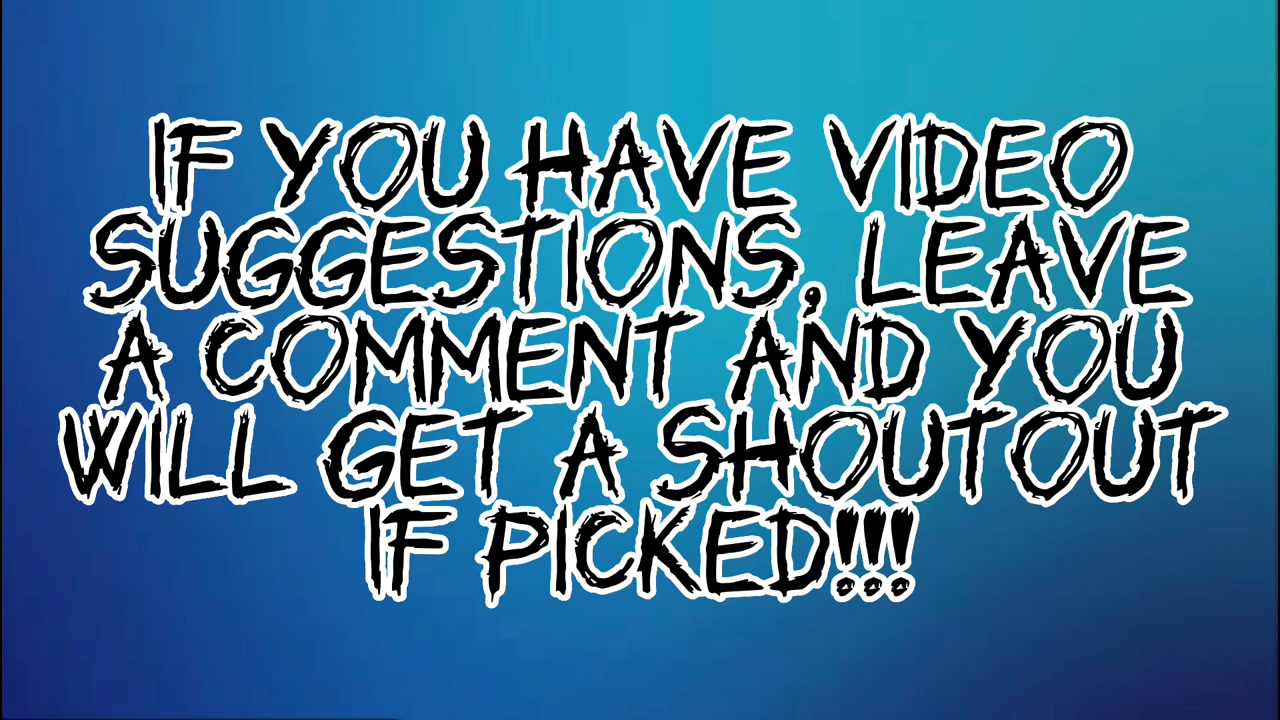 IF YOU HAVE VIDEO
SUGGESTIONS, LEAVE
A COMMENT AND YOU
WILL GET A SHOUTOUT
IF PICKED!!!